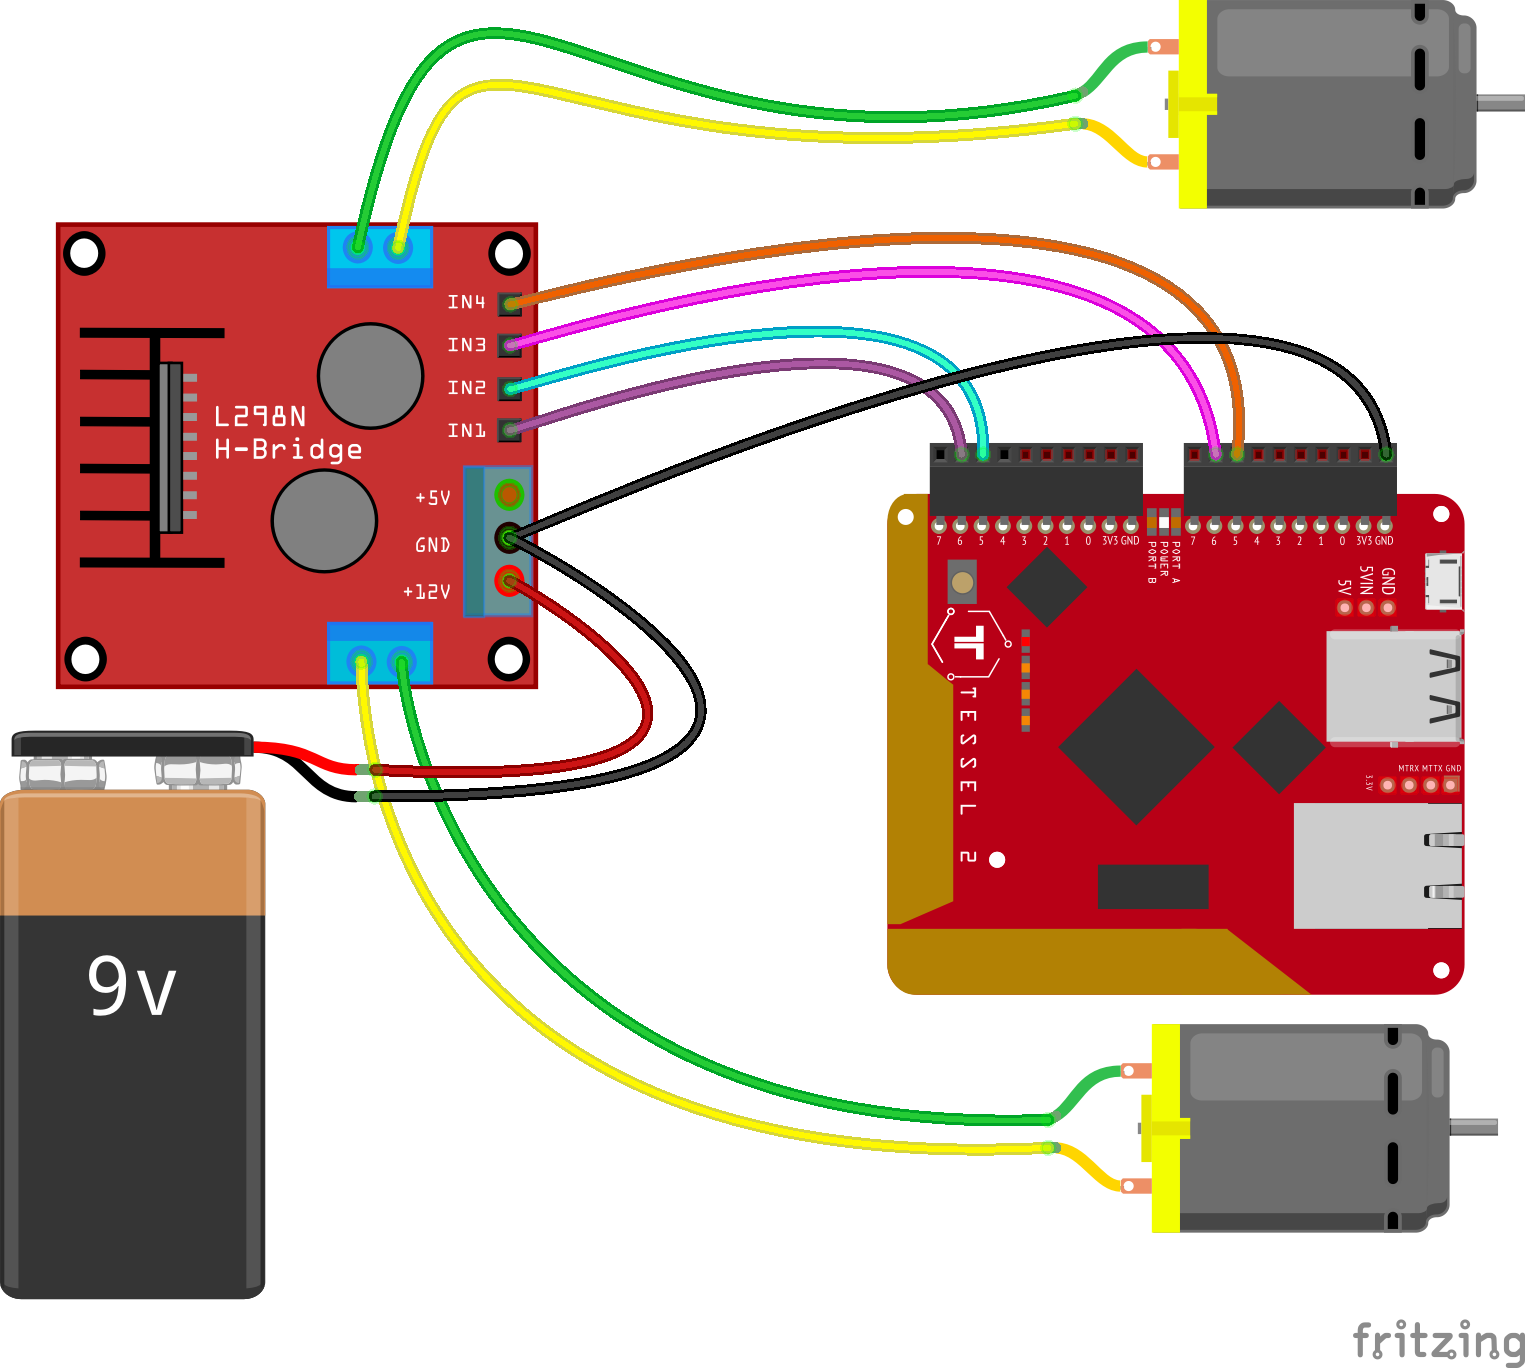 IN4
IN3
IN2
IN1
L298N
H-Bridge
+5V
GND
+12V
7 6 5 4 3 2 1 0 3V3 GND
7 6 5 4 3 2 1 0 3V3 GND
PORT B
POWER
PORT A
5V
5VIN
GND
TESSEL 2
MTRX MTTX GND
3.3V
9v
fritzing